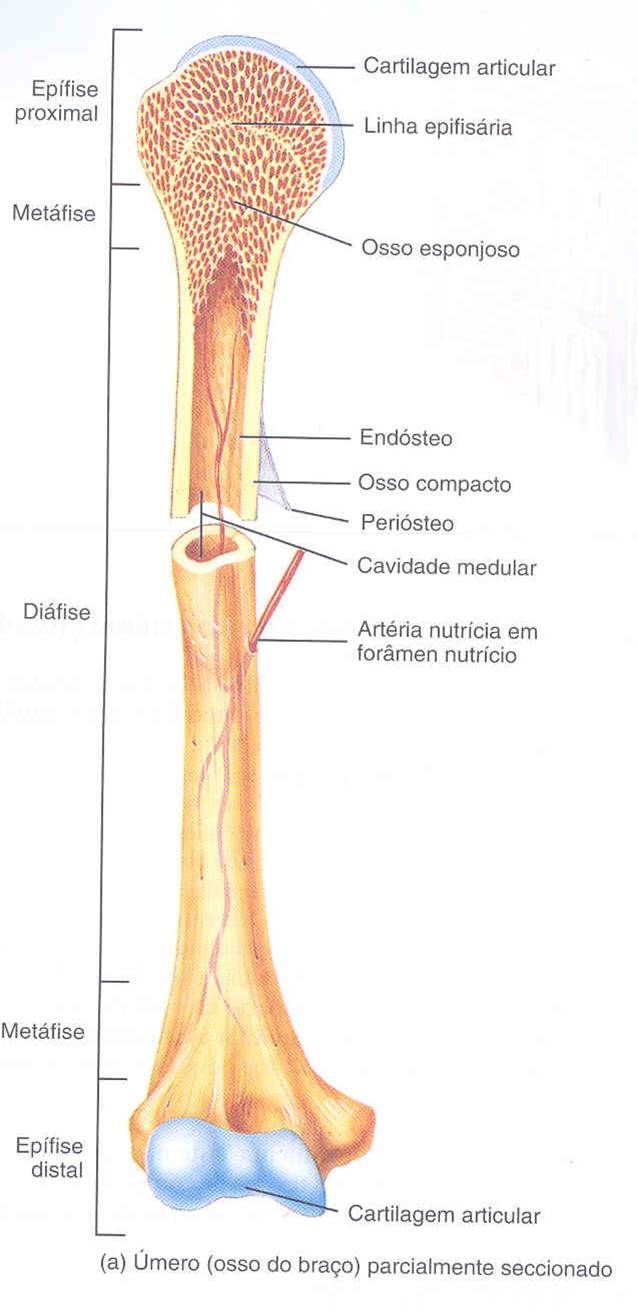 Epífise
proximal
Cartilagem articular
Linha epifisária
Metáfise
Osso esponjoso
Endósteo
Osso compacto
Periósteo
Cavidade medular
Diáfise
Artéria nutrícia em
forâmen nutrício
Metáfise
Epífise
distal
Cartilagem articular
(a) Úmero (osso do braço) parcialmente seccionado